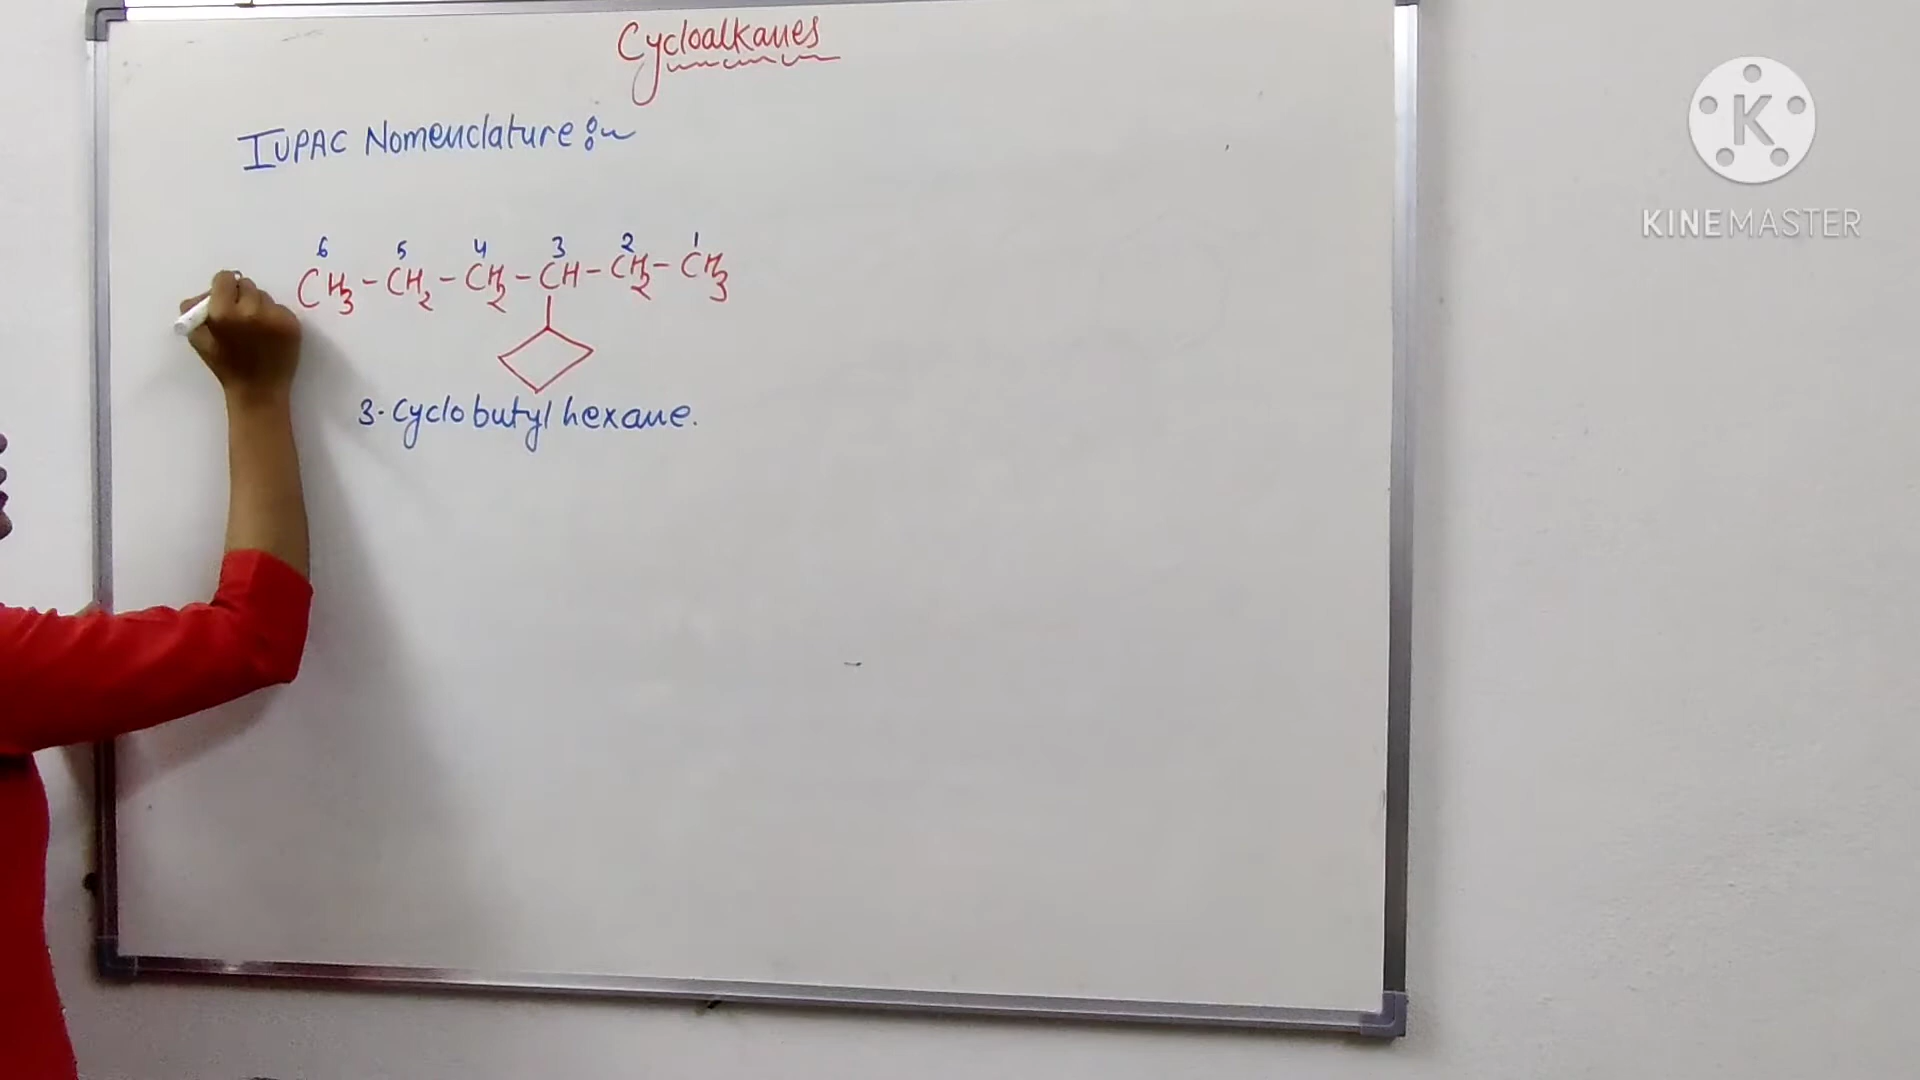 Cycloalkanes
IUPAC Nomenclature :~
6 5 4 3 2 1
CH3 - CH2 - CH2 - CH - CH2 - CH3
3-Cyclobutyl hexane.
K
KINEMASTER